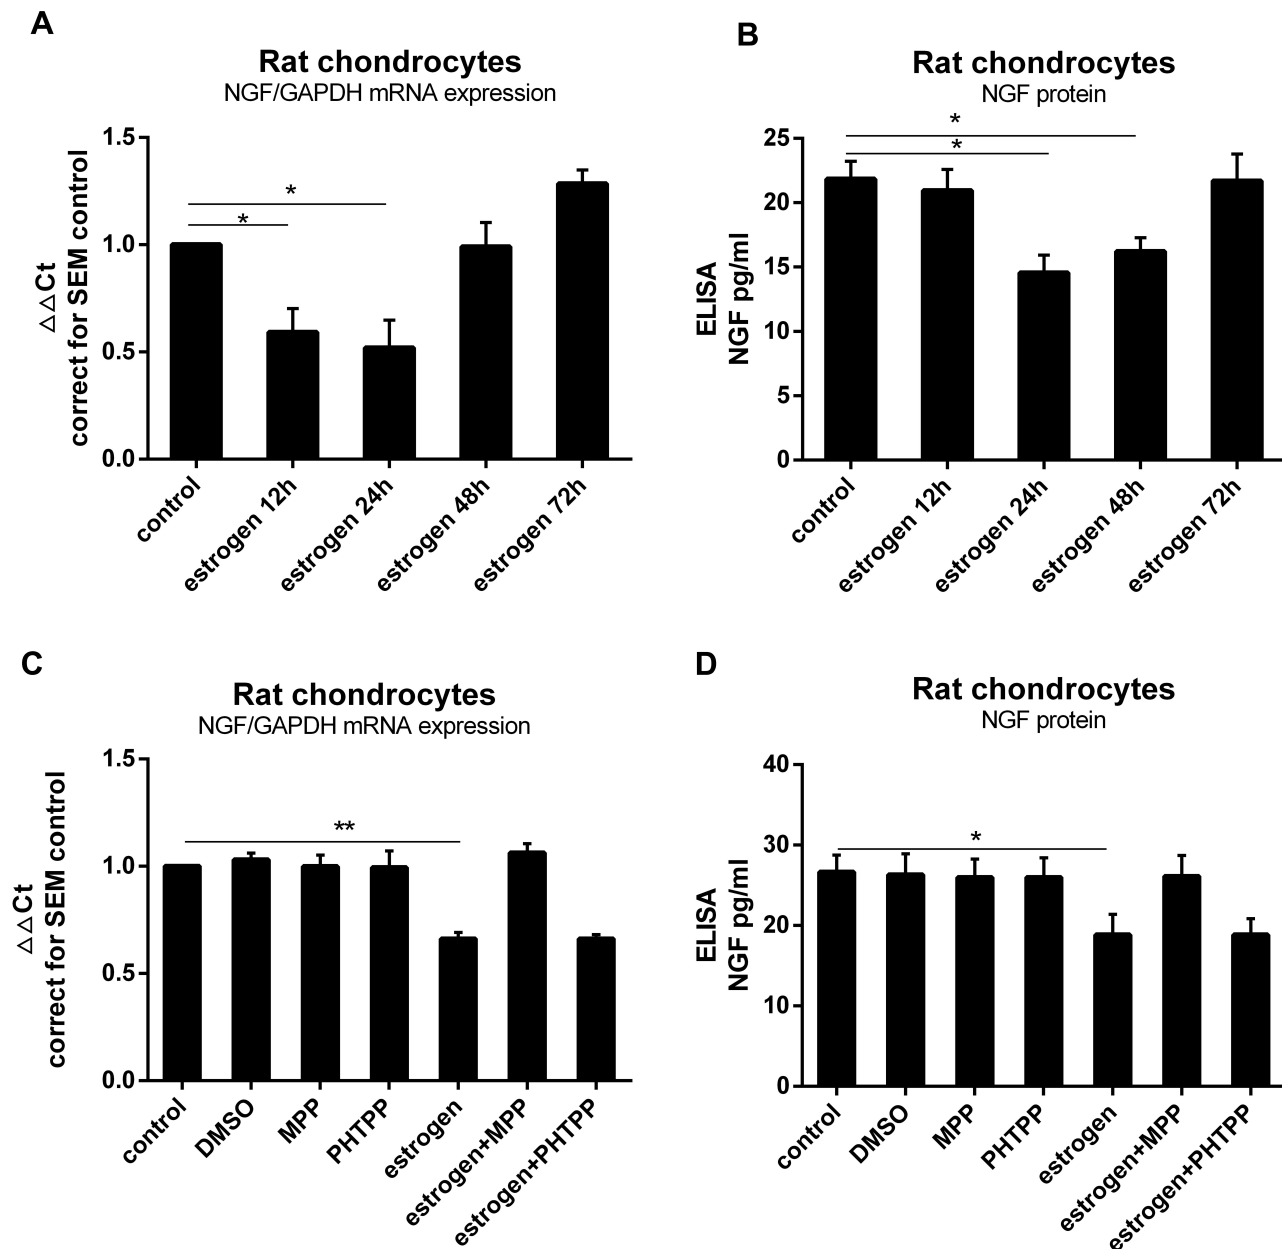 A
Rat chondrocytes
NGF/GAPDH mRNA expression
△△Ct
correct for SEM control
1.5
1.0
0.5
0.0
*
*
control
estrogen 12h
estrogen 24h
estrogen 48h
estrogen 72h
B
Rat chondrocytes
NGF protein
ELISA
NGF pg/ml
25
20
15
10
5
0
*
*
control
estrogen 12h
estrogen 24h
estrogen 48h
estrogen 72h
C
Rat chondrocytes
NGF/GAPDH mRNA expression
△△Ct
correct for SEM control
1.5
1.0
0.5
0.0
**
control
DMSO
MPP
PHTPP
estrogen
estrogen+MPP
estrogen+PHTPP
D
Rat chondrocytes
NGF protein
ELISA
NGF pg/ml
40
30
20
10
0
*
control
DMSO
MPP
PHTPP
estrogen
estrogen+MPP
estrogen+PHTPP